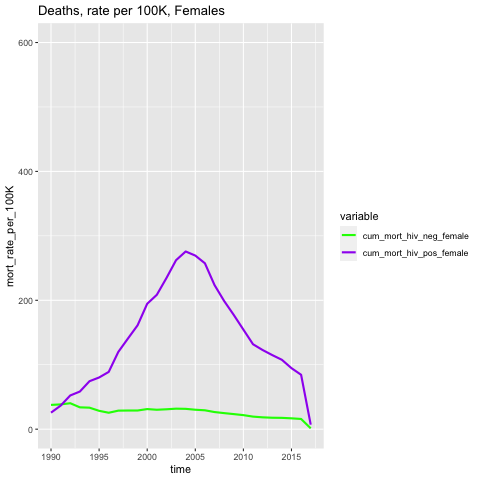 Deaths, rate per 100K, Females
600
400
200
0
mort_rate_per_100K
1990
1995
2000
2005
2010
2015
time
variable
cum_mort_hiv_neg_female
cum_mort_hiv_pos_female